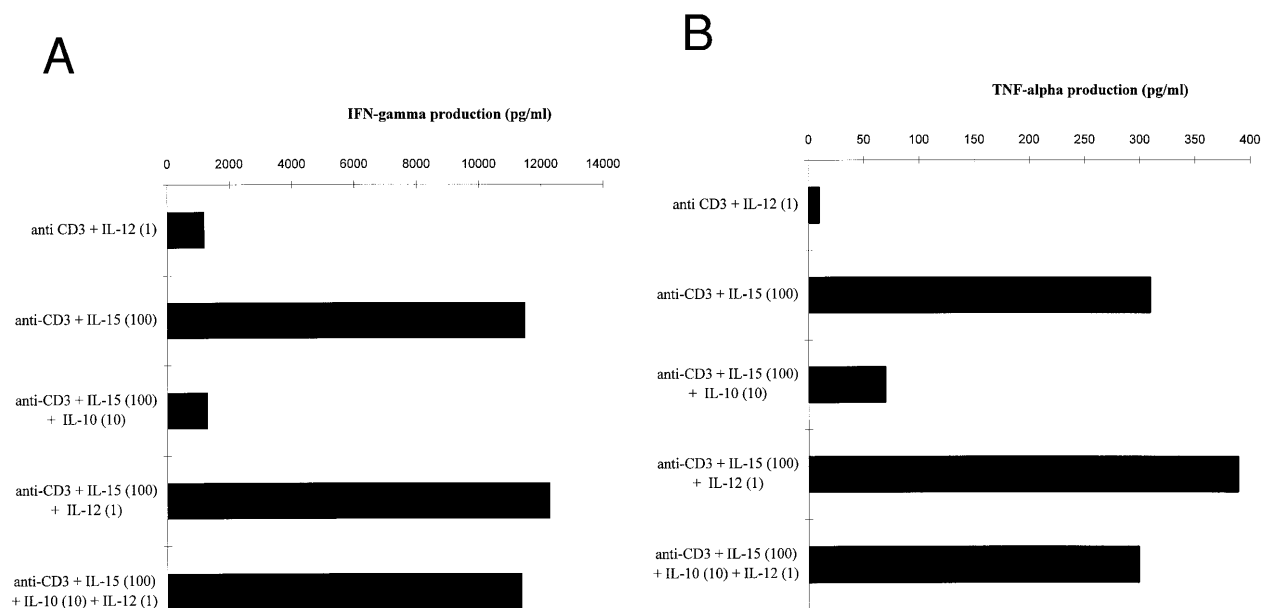 A
IFN-gamma production (pg/ml)
0 2000 4000 6000 8000 10000 12000 14000
anti CD3 + IL-12 (1)
anti-CD3 + IL-15 (100)
anti-CD3 + IL-15 (100)
+ IL-10 (10)
anti-CD3 + IL-15 (100)
+ IL-12 (1)
anti-CD3 + IL-15 (100)
+ IL-10 (10) + IL-12 (1)
B
TNF-alpha production (pg/ml)
0 50 100 150 200 250 300 350 400
anti CD3 + IL-12 (1)
anti-CD3 + IL-15 (100)
anti-CD3 + IL-15 (100)
+ IL-10 (10)
anti-CD3 + IL-15 (100)
+ IL-12 (1)
anti-CD3 + IL-15 (100)
+ IL-10 (10) + IL-12 (1)